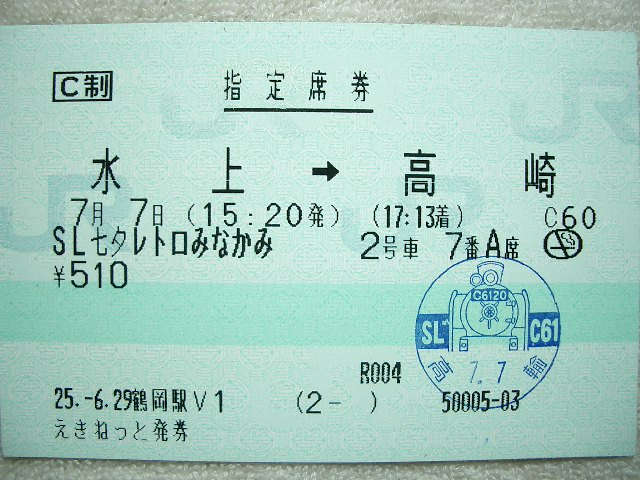 C制 指定席券
水上 → 高崎
7月 7日 (15:20発) (17:13着) C60
SL七夕レトロみなかみ 2号車 7番A席
¥510
C6120
SL C61
高 7.7 輪
R004
25.-6.29鶴岡駅V1 (2- ) 50005-03
えきねっと発券
JR